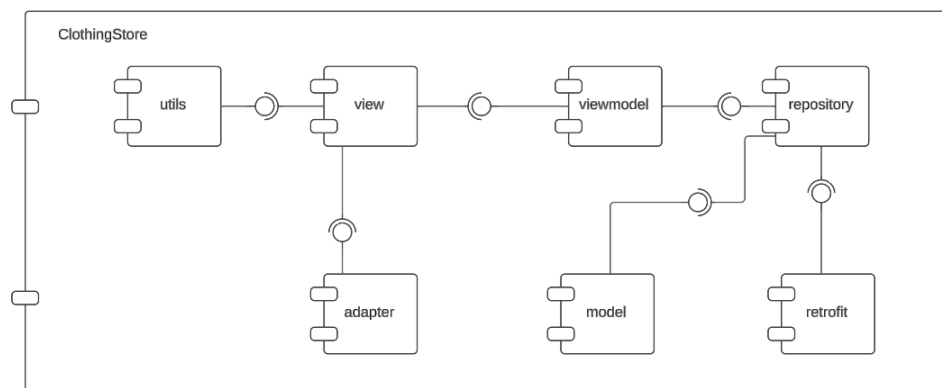 ClothingStore
utils
view
viewmodel
repository
adapter
model
retrofit